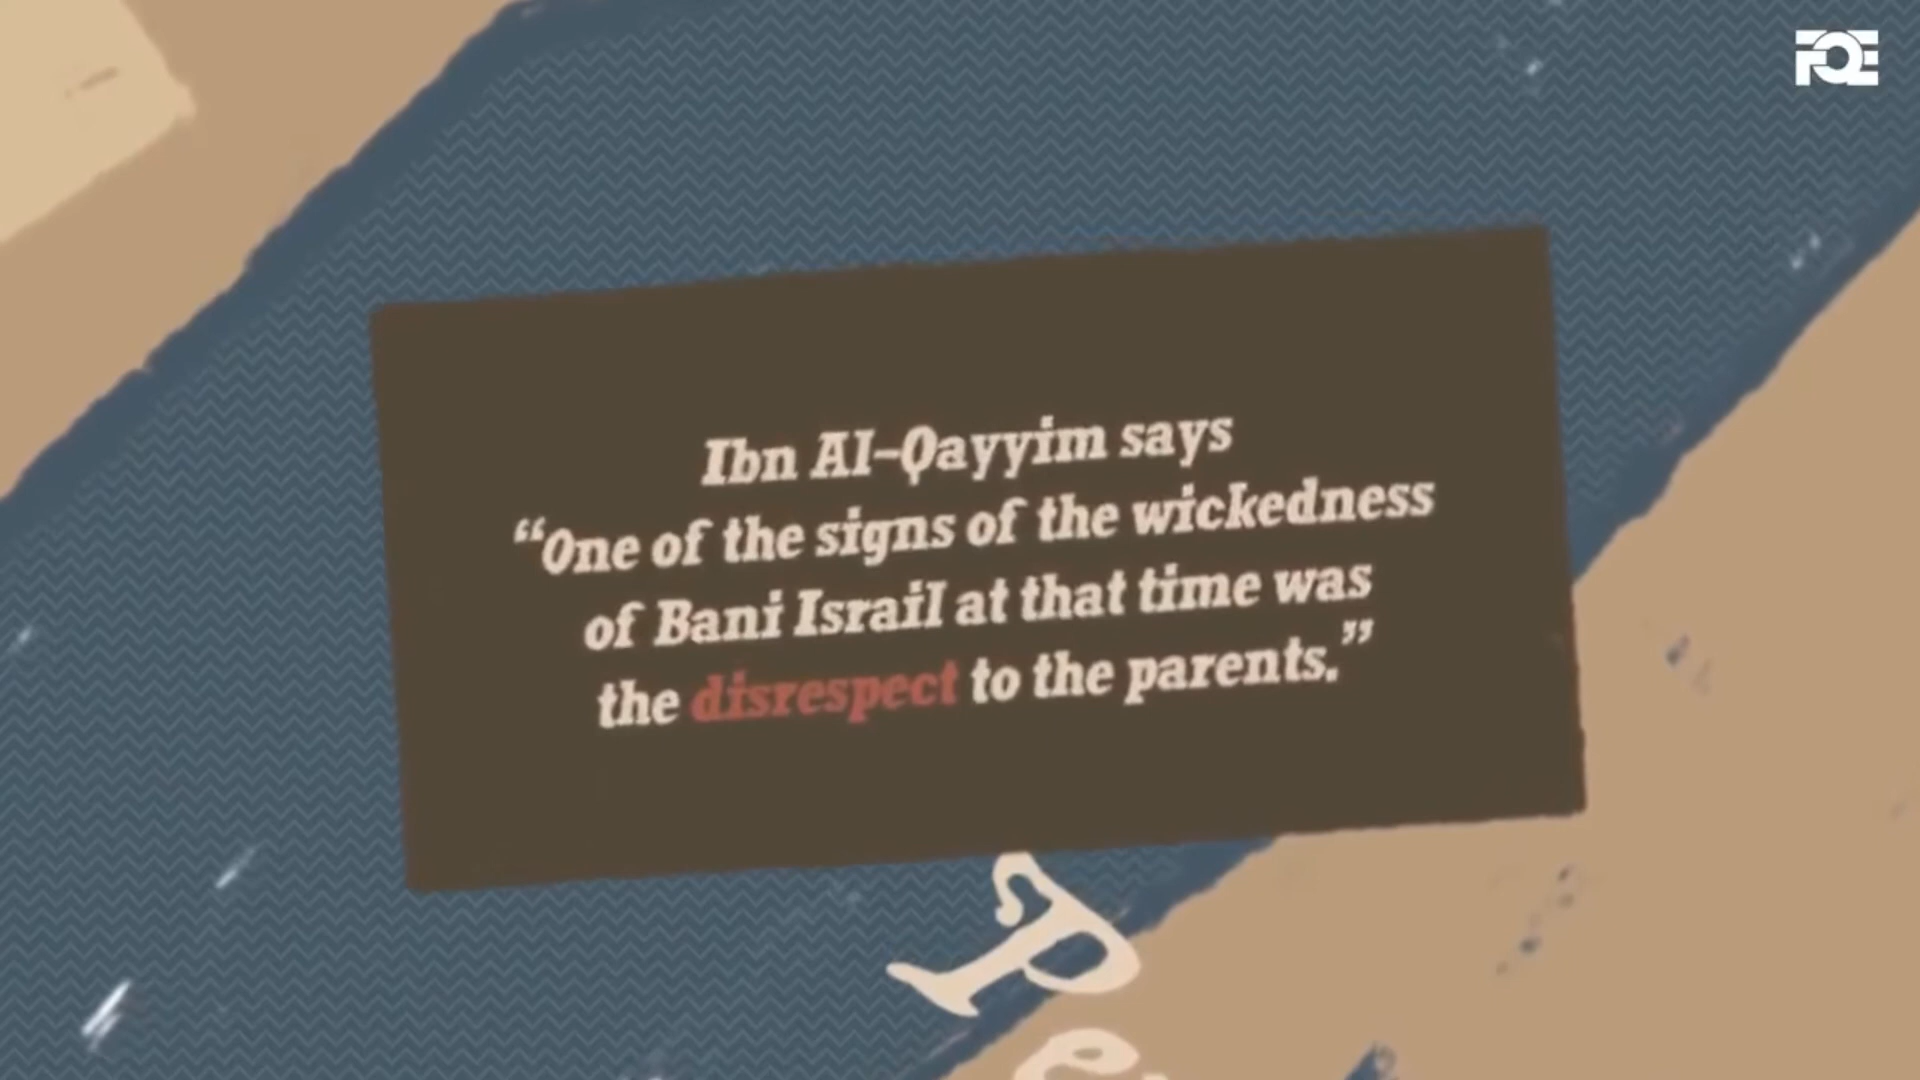 FQE
Ibn Al-Qayyim says
“One of the signs of the wickedness
of Bani Israil at that time was
the disrespect to the parents.”
P
e